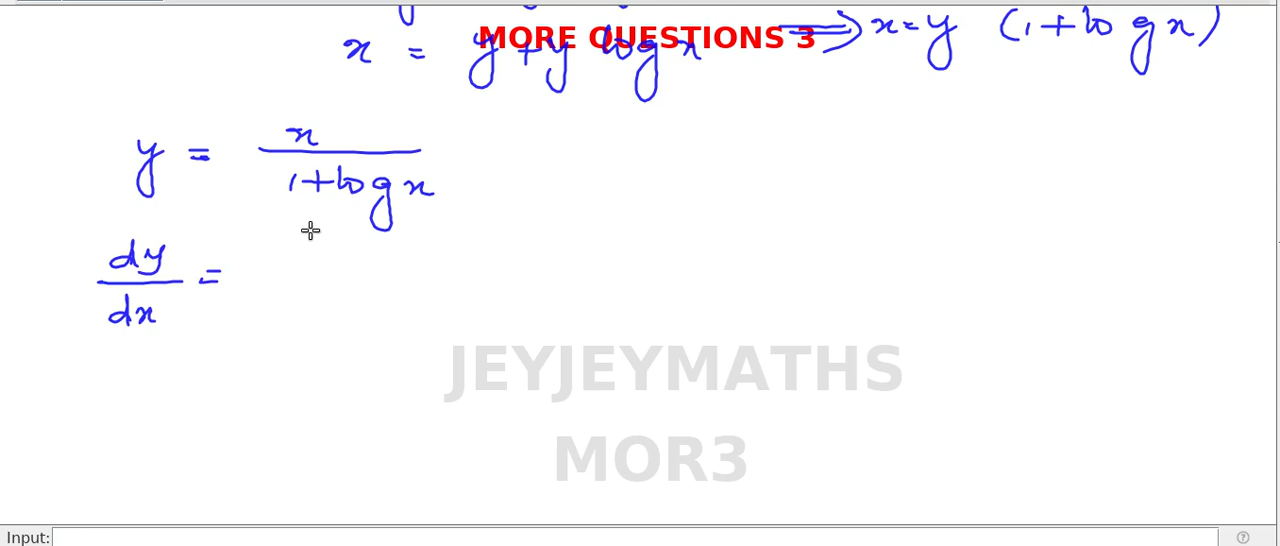 MORE QUESTIONS 3
x = y + y log x ⟹ x = y (1 + log x)
y = x / (1 + log x)
dy/dx =
JEYJEYMATHS
MOR3
Input: